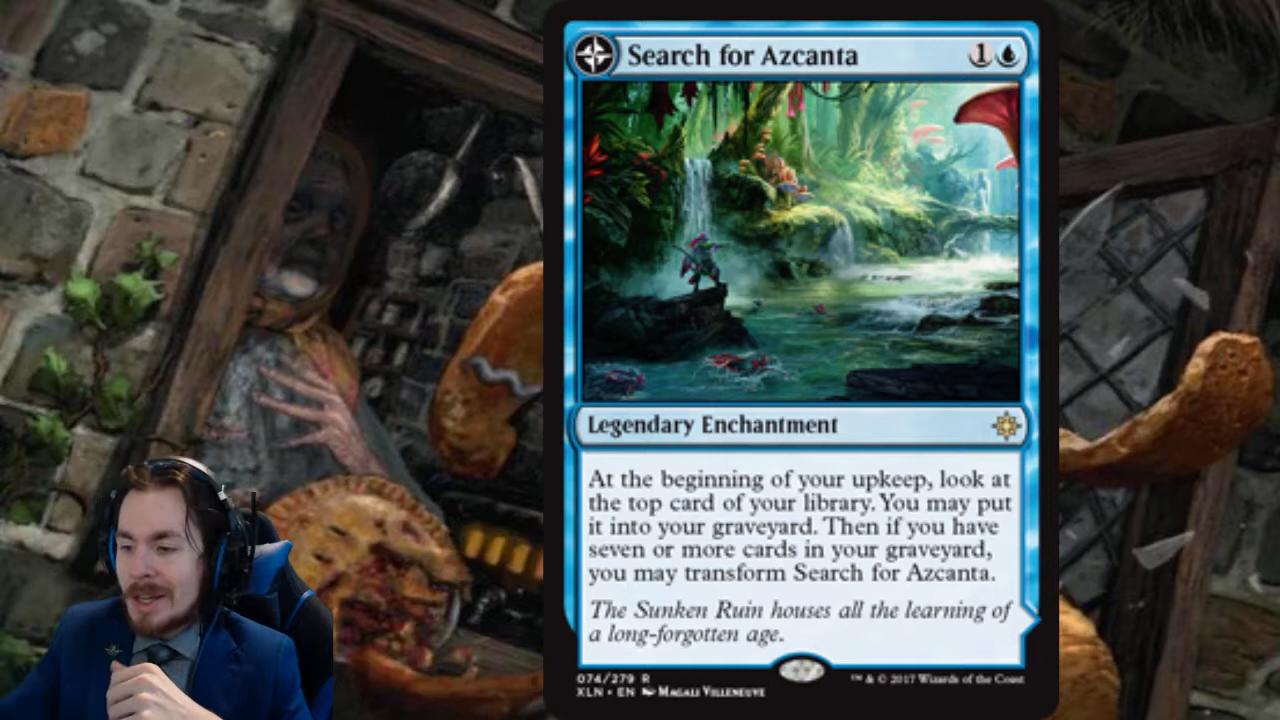 Search for Azcanta 1
Legendary Enchantment
At the beginning of your upkeep, look at
the top card of your library. You may put
it into your graveyard. Then if you have
seven or more cards in your graveyard,
you may transform Search for Azcanta.
The Sunken Ruin houses all the learning of
a long-forgotten age.
074/279 R
XLN • EN Magali Villeneuve
™ & © 2017 Wizards of the Coast